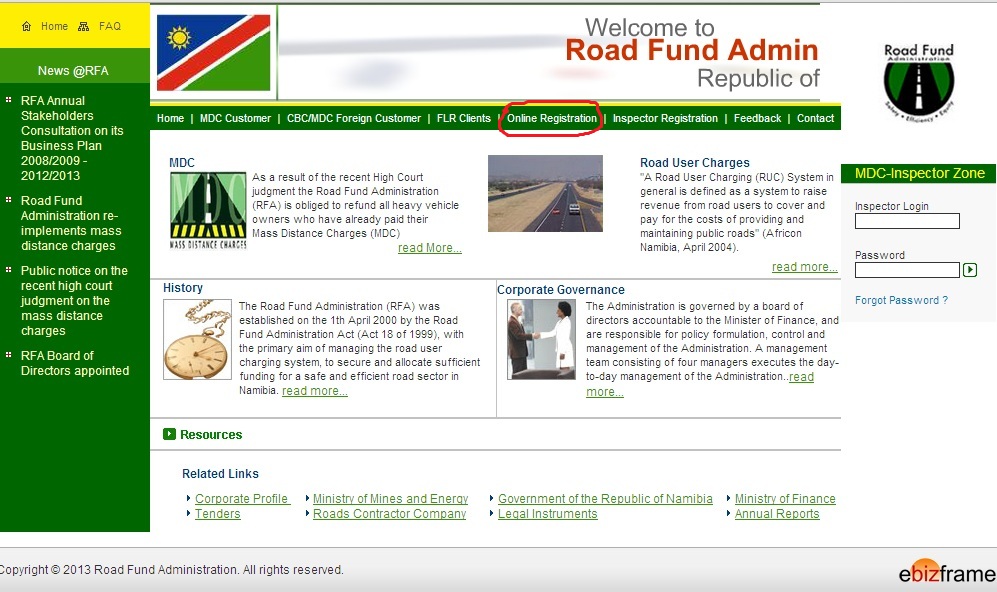 Home FAQ
News @RFA
RFA Annual
Stakeholders
Consultation on its
Business Plan
2008/2009 -
2012/2013
Road Fund
Administration re-
implements mass
distance charges
Public notice on the
recent high court
judgment on the
mass distance
charges
RFA Board of
Directors appointed
Welcome to
Road Fund Admin
Republic of
Road Fund
Administration
Safety • Efficiency • Equity
Home | MDC Customer | CBC/MDC Foreign Customer | FLR Clients | Online Registration | Inspector Registration | Feedback | Contact
MDC
MDC
MASS DISTANCE CHARGES
As a result of the recent High Court
judgment the Road Fund Administration
(RFA) is obliged to refund all heavy vehicle
owners who have already paid their
Mass Distance Charges (MDC)
read More...
Road User Charges
"A Road User Charging (RUC) System in
general is defined as a system to raise
revenue from road users to cover and
pay for the costs of providing and
maintaining public roads" (Africon
Namibia, April 2004).
read more...
MDC-Inspector Zone
Inspector Login
Password
Forgot Password ?
History
The Road Fund Administration (RFA) was
established on the 1th April 2000 by the Road
Fund Administration Act (Act 18 of 1999), with
the primary aim of managing the road user
charging system, to secure and allocate sufficient
funding for a safe and efficient road sector in
Namibia. read more...
Corporate Governance
The Administration is governed by a board of
directors accountable to the Minister of Finance, and
are responsible for policy formulation, control and
management of the Administration. A management
team consisting of four managers executes the day-
to-day management of the Administration..read
more...
Resources
Related Links
Corporate Profile Ministry of Mines and Energy Government of the Republic of Namibia Ministry of Finance
Tenders Roads Contractor Company Legal Instruments Annual Reports
Copyright © 2013 Road Fund Administration. All rights reserved.
ebizframe